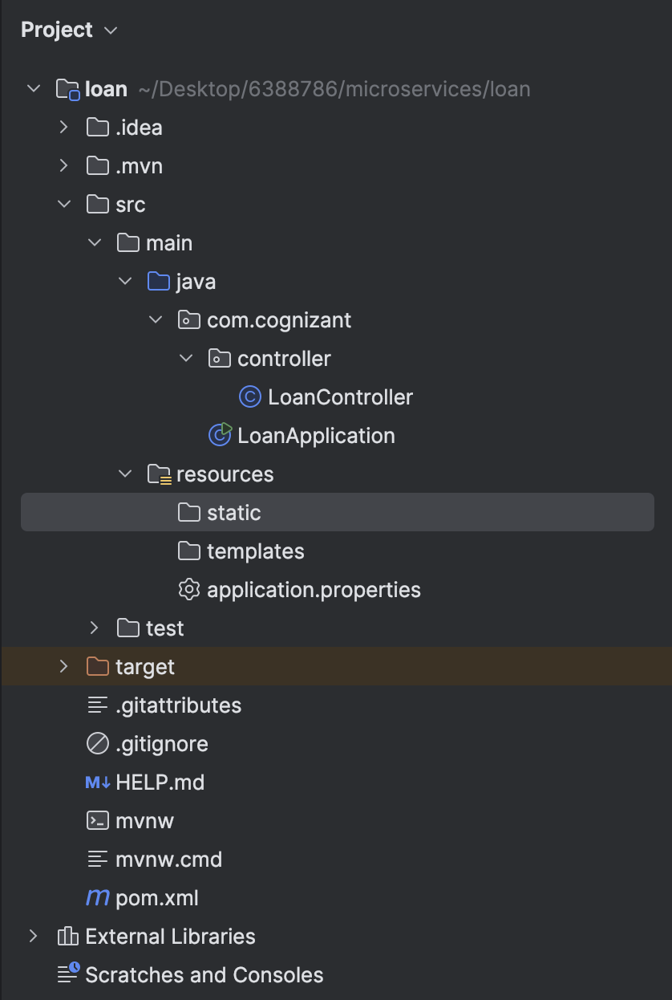 Project
loan ~/Desktop/6388786/microservices/loan
.idea
.mvn
src
main
java
com.cognizant
controller
LoanController
LoanApplication
resources
static
templates
application.properties
test
target
.gitattributes
.gitignore
HELP.md
mvnw
mvnw.cmd
pom.xml
External Libraries
Scratches and Consoles